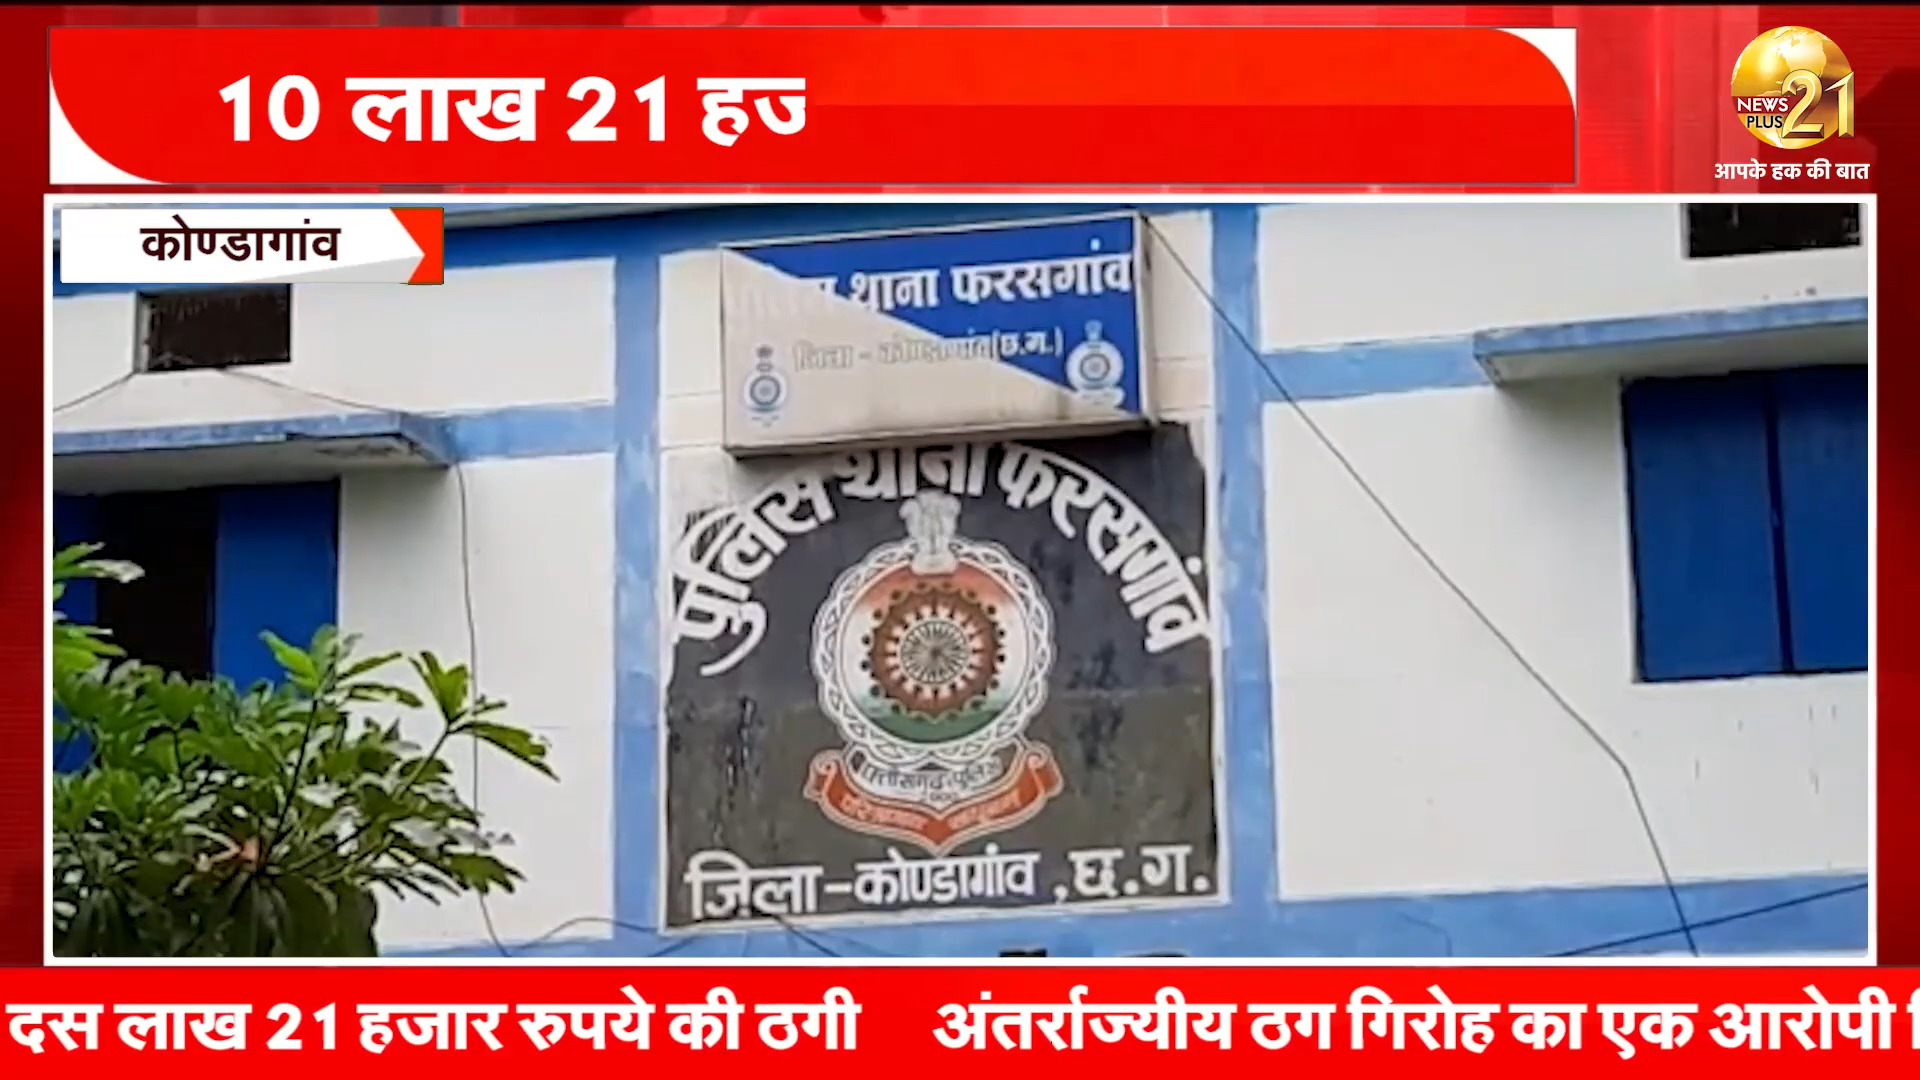 10 लाख 21 हज
NEWS 21
PLUS
आपके हक की बात
कोण्डागांव
थाना फरसगांव
जिला - कोण्डागांव(छ.ग.)
पुलिस थाना फरसगांव
छत्तीसगढ़ पुलिस
जिला-कोण्डागांव, छ.ग.
दस लाख 21 हजार रुपये की ठगी अंतर्राज्यीय ठग गिरोह का एक आरोपी